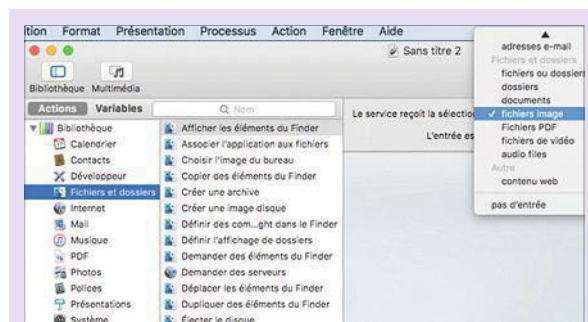 ition Format Présentation Processus Action Fenêtre Aide
Sans titre 2
Bibliothèque Multimédia
Actions Variables
Nom
Bibliothèque
Calendrier
Contacts
Développeur
Fichiers et dossiers
Internet
Mail
Musique
PDF
Photos
Polices
Présentations
Système
Afficher les éléments du Finder
Associer l'application aux fichiers
Choisir l'image du bureau
Copier des éléments du Finder
Créer une archive
Créer une image disque
Définir des com...ght dans le Finder
Définir l'affichage de dossiers
Demander des éléments du Finder
Demander des serveurs
Déplacer les éléments du Finder
Dupliquer des éléments du Finder
Éjecter le disque
Le service reçoit la sélection
L'entrée es
adresses e-mail
Fichiers et dossiers
fichiers ou dossiers
dossiers
documents
✓ fichiers image
Fichiers PDF
fichiers de vidéo
audio files
Autre
contenu web
pas d'entrée